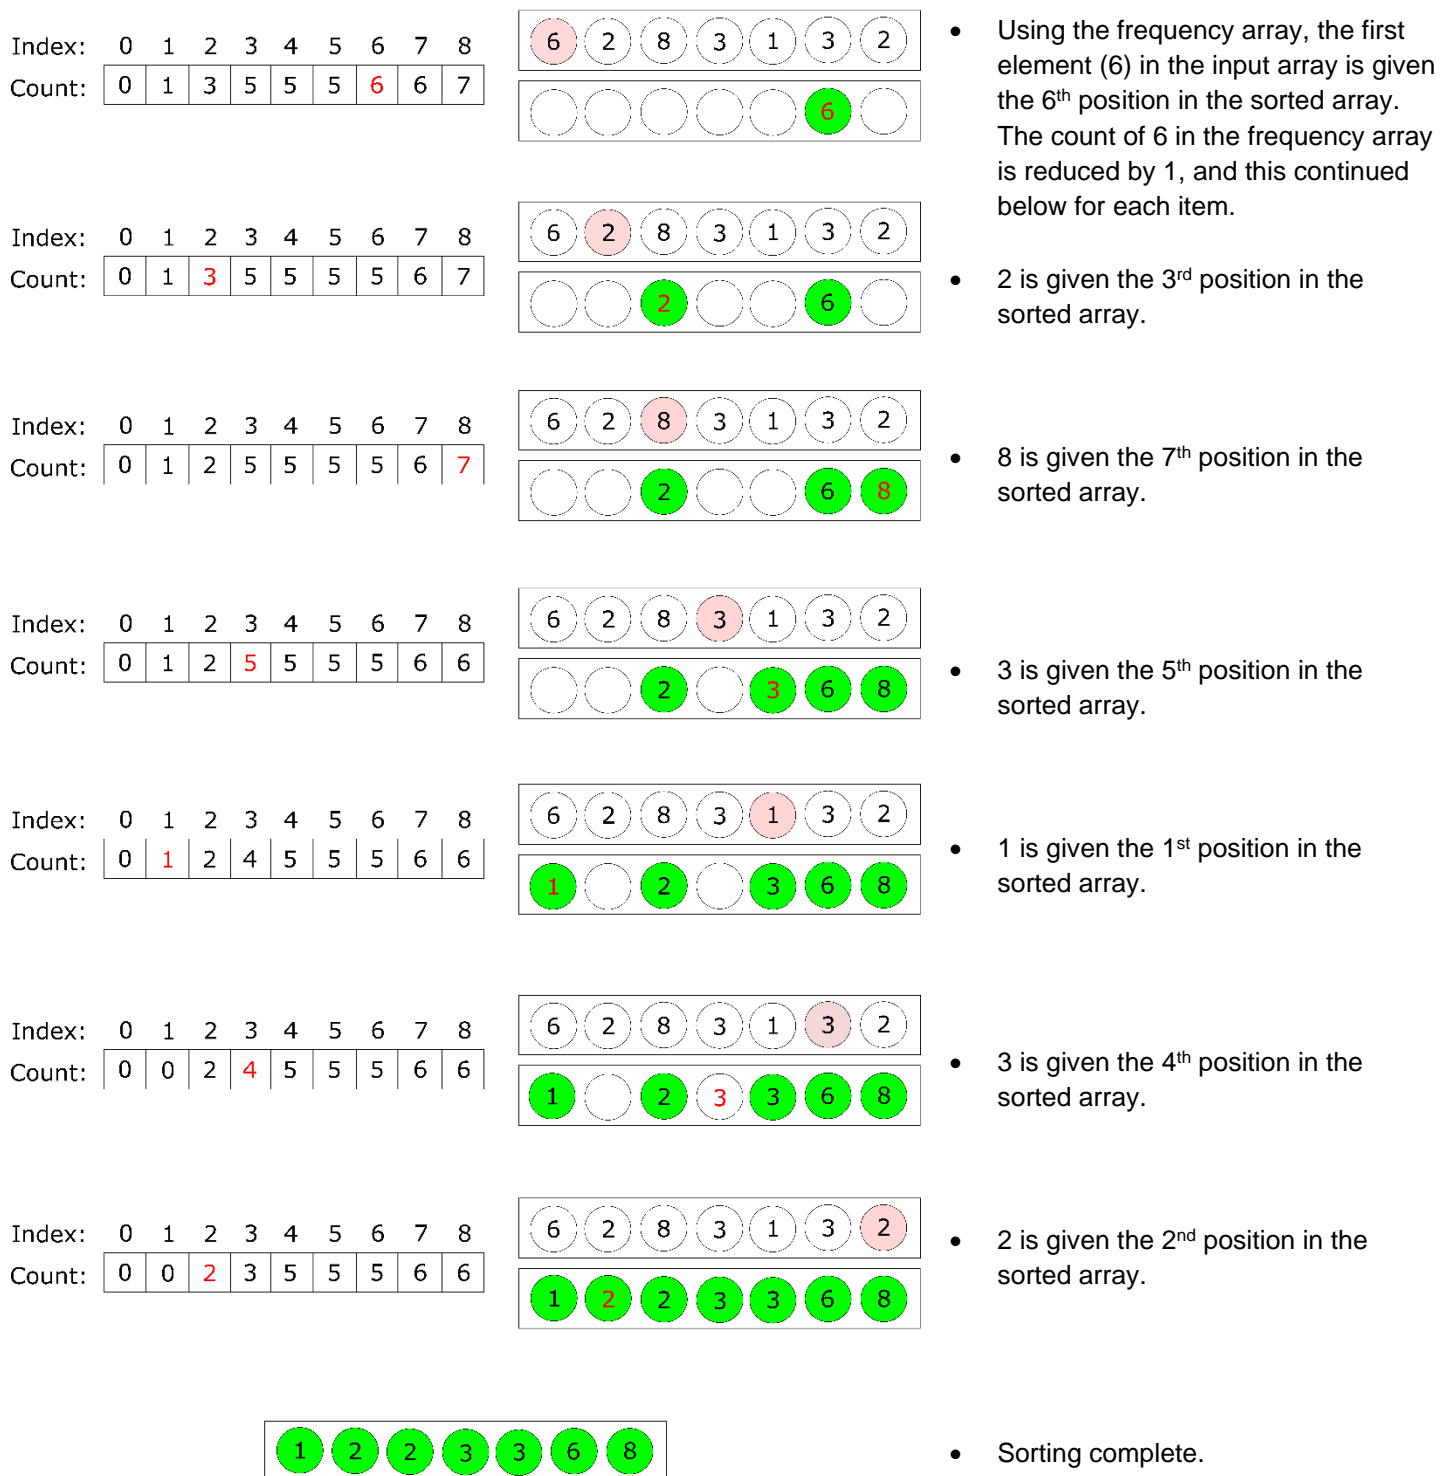 Index: 0 1 2 3 4 5 6 7 8
Count: 0 1 3 5 5 5 6 6 7
6 2 8 3 1 3 2
6
• Using the frequency array, the first
element (6) in the input array is given
the 6th position in the sorted array.
The count of 6 in the frequency array
is reduced by 1, and this continued
below for each item.
Index: 0 1 2 3 4 5 6 7 8
Count: 0 1 3 5 5 5 5 6 7
6 2 8 3 1 3 2
2 6
• 2 is given the 3rd position in the
sorted array.
Index: 0 1 2 3 4 5 6 7 8
Count: 0 1 2 5 5 5 5 6 7
6 2 8 3 1 3 2
2 6 8
• 8 is given the 7th position in the
sorted array.
Index: 0 1 2 3 4 5 6 7 8
Count: 0 1 2 5 5 5 5 6 6
6 2 8 3 1 3 2
2 3 6 8
• 3 is given the 5th position in the
sorted array.
Index: 0 1 2 3 4 5 6 7 8
Count: 0 1 2 4 5 5 5 6 6
6 2 8 3 1 3 2
1 2 3 6 8
• 1 is given the 1st position in the
sorted array.
Index: 0 1 2 3 4 5 6 7 8
Count: 0 0 2 4 5 5 5 6 6
6 2 8 3 1 3 2
1 2 3 3 6 8
• 3 is given the 4th position in the
sorted array.
Index: 0 1 2 3 4 5 6 7 8
Count: 0 0 2 3 5 5 5 6 6
6 2 8 3 1 3 2
1 2 2 3 3 6 8
• 2 is given the 2nd position in the
sorted array.
1 2 2 3 3 6 8
• Sorting complete.